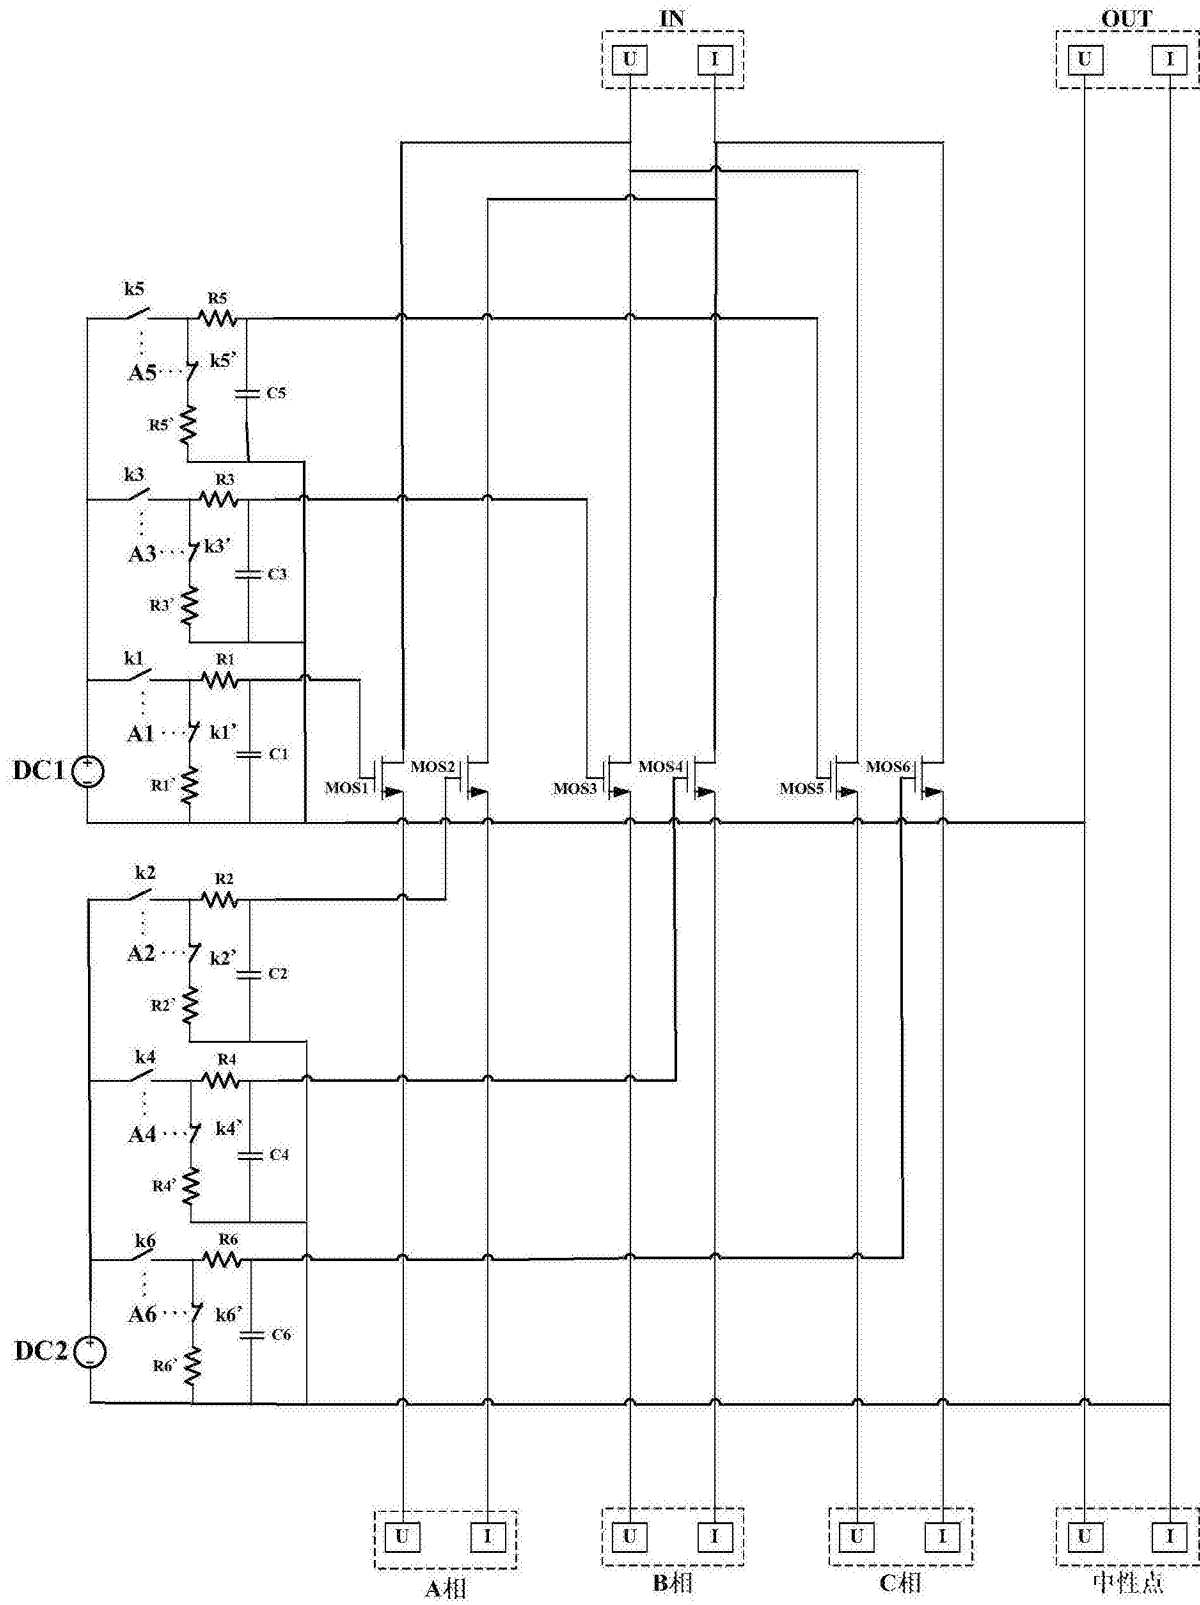 IN
OUT
U
I
U
I
k5
R5
k5’
A5
C5
R5’
k3
R3
k3’
A3
C3
R3’
k1
R1
k1’
A1
C1
DC1
R1’
MOS1
MOS2
MOS3
MOS4
MOS5
MOS6
k2
R2
A2
k2’
C2
R2’
k4
R4
A4
k4’
C4
R4’
k6
R6
A6
k6’
C6
DC2
R6’
U
I
U
I
U
I
U
I
A相
B相
C相
中性点